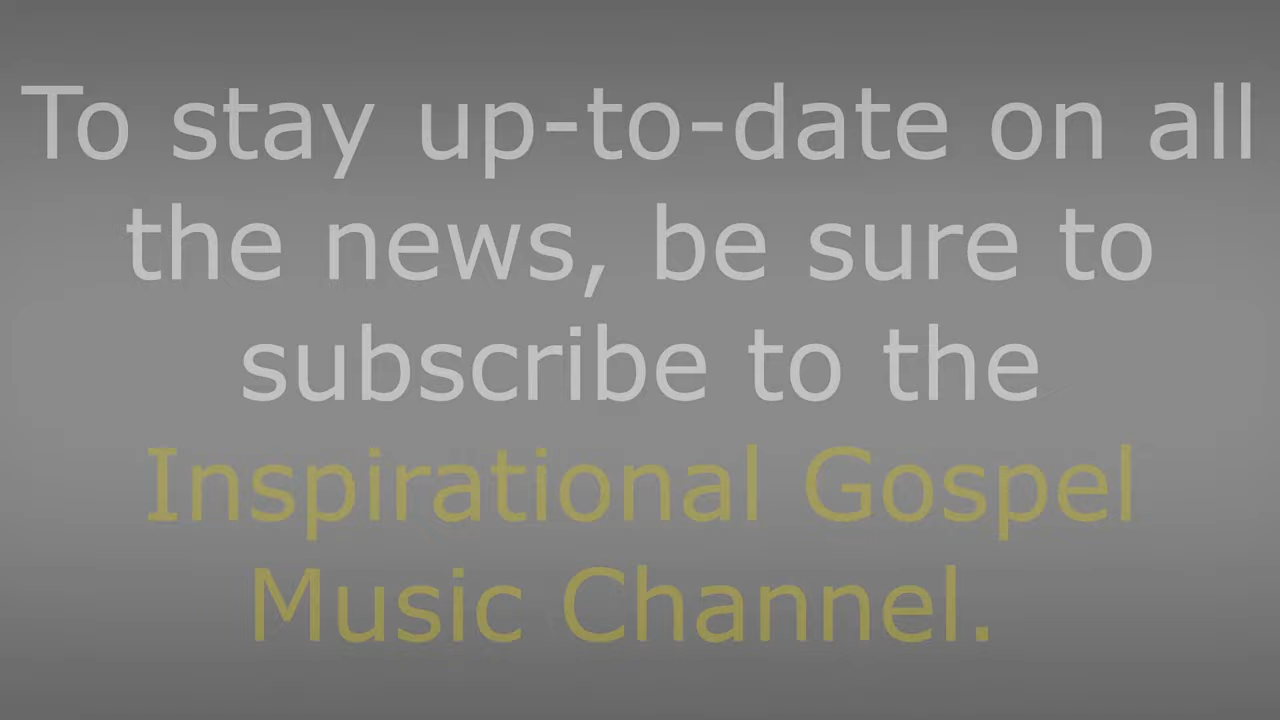 To stay up-to-date on all
the news, be sure to
subscribe to the
Inspirational Gospel
Music Channel.